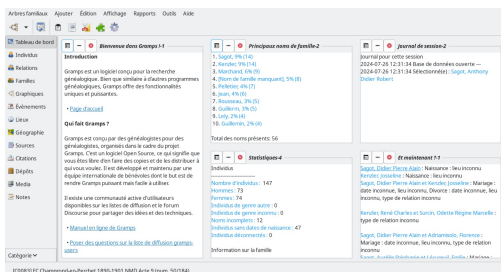 Arbres familiaux Ajouter Édition Affichage Rapports Outils Aide
Tableau de bord
Individus
Relations
Familles
Graphiques
Évènements
Lieux
Géographie
Sources
Citations
Dépôts
Media
Notes
Catégorie
Bienvenue dans Gramps !-1
Introduction
Gramps est un logiciel conçu pour la recherche
généalogique. Bien que similaire à d'autres programmes
généalogiques, Gramps offre des fonctionnalités
uniques et puissantes.
• Page d'accueil
Qui fait Gramps ?
Gramps est conçu par des généalogistes pour des
généalogistes, organisés dans le cadre du projet
Gramps. C'est un logiciel Open Source, ce qui signifie que
vous êtes libre d'en faire des copies et de les distribuer à
qui vous voulez. Il est développé et maintenu par une
équipe internationale de bénévoles dont le but est de
rendre Gramps puissant mais facile à utiliser.
Il existe une communauté active d'utilisateurs
disponibles sur les listes de diffusion et le forum
Discourse pour partager des idées et des techniques.
• Manuel en ligne de Gramps
• Poser des questions sur la liste de diffusion gramps-
users
Principaux noms de famille-2
1. Sagot, 9% (14)
2. Kender, 9% (14)
3. Marchand, 6% (9)
4. [Nom de famille manquant], 5% (8)
5. Pelletier, 4% (7)
6. Jean, 4% (6)
7. Rousseau, 3% (5)
8. Guillerm, 3% (5)
9. Lely, 2% (4)
10. Guillemin, 2% (4)
Total des noms présents: 56
Journal de session-2
Journal pour cette session
2024-07-26 12:31:34 Base de données ouverte —
2024-07-26 12:31:34 Sélectionné(e) : Sagot, Anthony
Didier Robert
Statistiques-4
Individus
Nombre d'individus : 147
Hommes : 73
Femmes : 74
Individus de genre autre : 0
Individus de genre inconnu : 0
Noms incomplets : 12
Individus sans dates de naissance : 47
Individus déconnectés : 0
Information sur la famille
Et maintenant ?-1
Sagot, Didier Pierre Alain : Naissance : lieu inconnu
Kender, Josseline : Naissance : lieu inconnu
Sagot, Didier Pierre Alain et Kender, Josseline : Mariage :
date inconnue, lieu inconnu, Divorce : date inconnue, lieu
inconnu, type de relation inconnu
Kender, René Charles et Surin, Odette Régine Marcelle :
type de relation inconnu
Sagot, Didier Pierre Alain et Adriamisolo, Florence :
Mariage : date inconnue, lieu inconnu, type de relation
inconnu